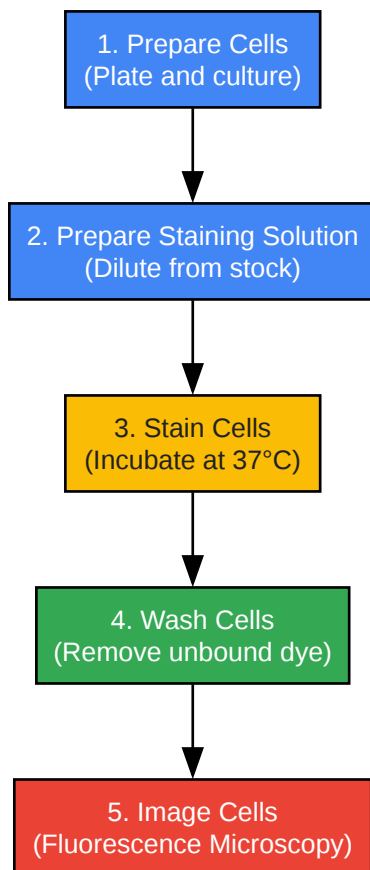 1. Prepare Cells
(Plate and culture)
2. Prepare Staining Solution
(Dilute from stock)
3. Stain Cells
(Incubate at 37°C)
4. Wash Cells
(Remove unbound dye)
5. Image Cells
(Fluorescence Microscopy)